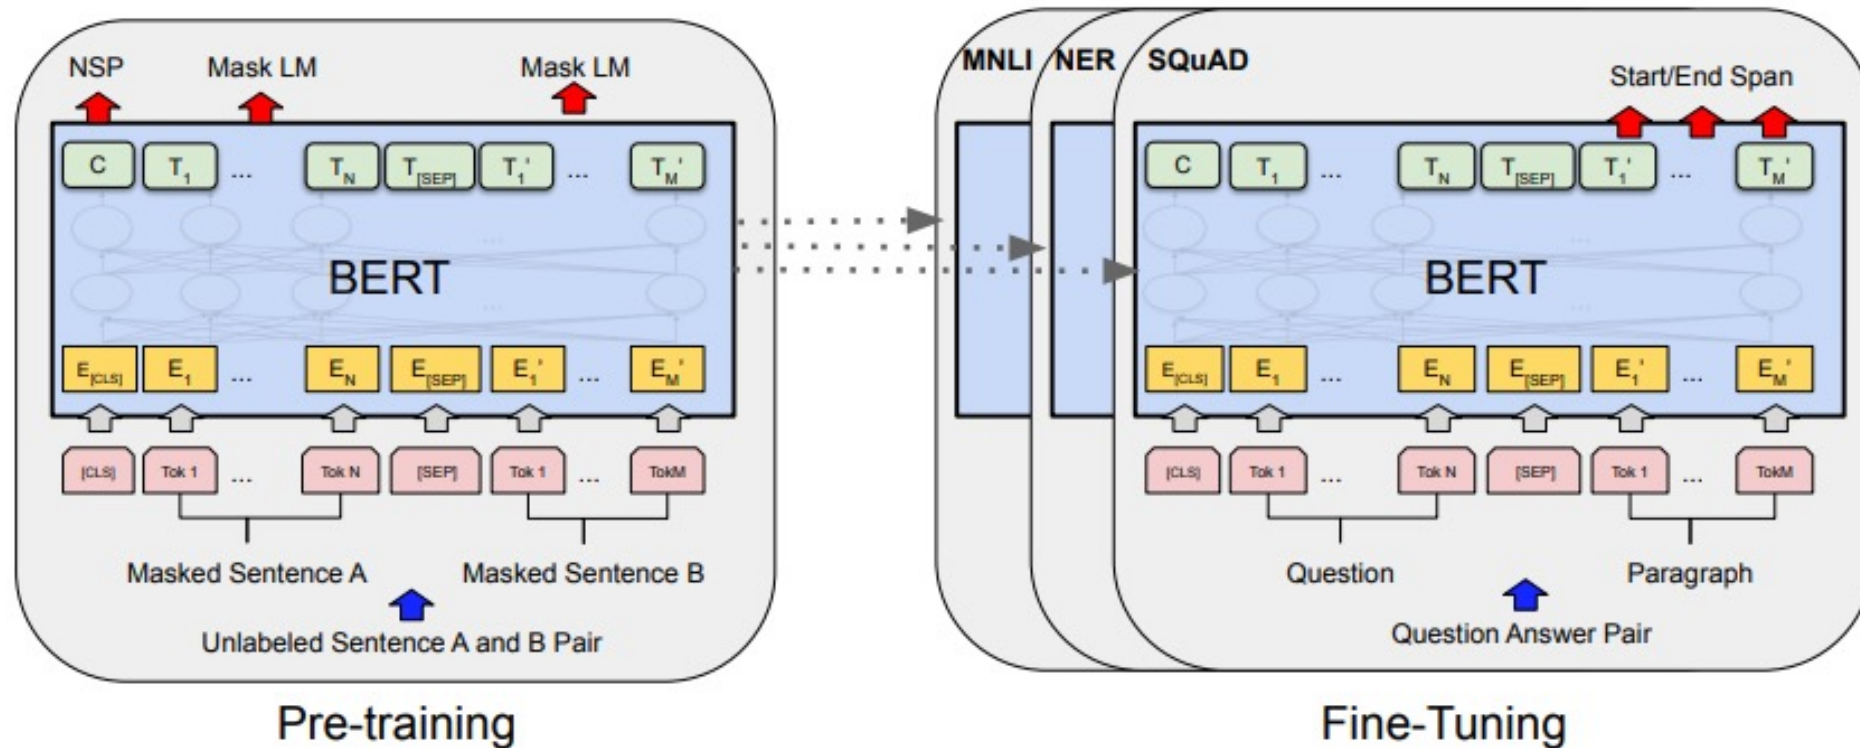 NSP Mask LM Mask LM
C T1 ... TN T[SEP] T1' ... TM'
...
BERT
...
E[CLS] E1 ... EN E[SEP] E1' ... EM'
[CLS] Tok 1 ... Tok N [SEP] Tok 1 ... TokM
Masked Sentence A Masked Sentence B
Unlabeled Sentence A and B Pair
Pre-training
MNLI NER SQuAD
Start/End Span
C T1 ... TN T[SEP] T1' ... TM'
...
BERT
...
E[CLS] E1 ... EN E[SEP] E1' ... EM'
[CLS] Tok 1 ... Tok N [SEP] Tok 1 ... TokM
Question Paragraph
Question Answer Pair
Fine-Tuning